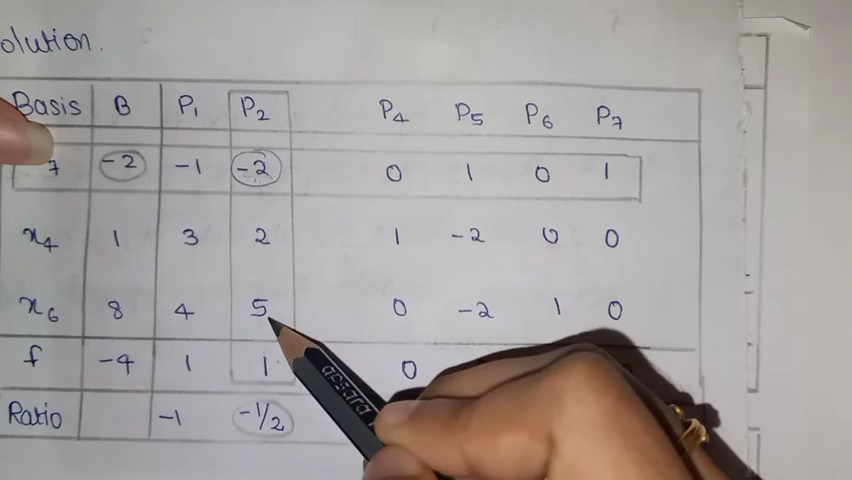 olution.
Basis B P1 P2 P4 P5 P6 P7
7 -2 -1 -2 0 1 0 1
x4 1 3 2 1 -2 0 0
x6 8 4 5 0 -2 1 0
f -4 1 1 0
Ratio -1 -1/2
apsara